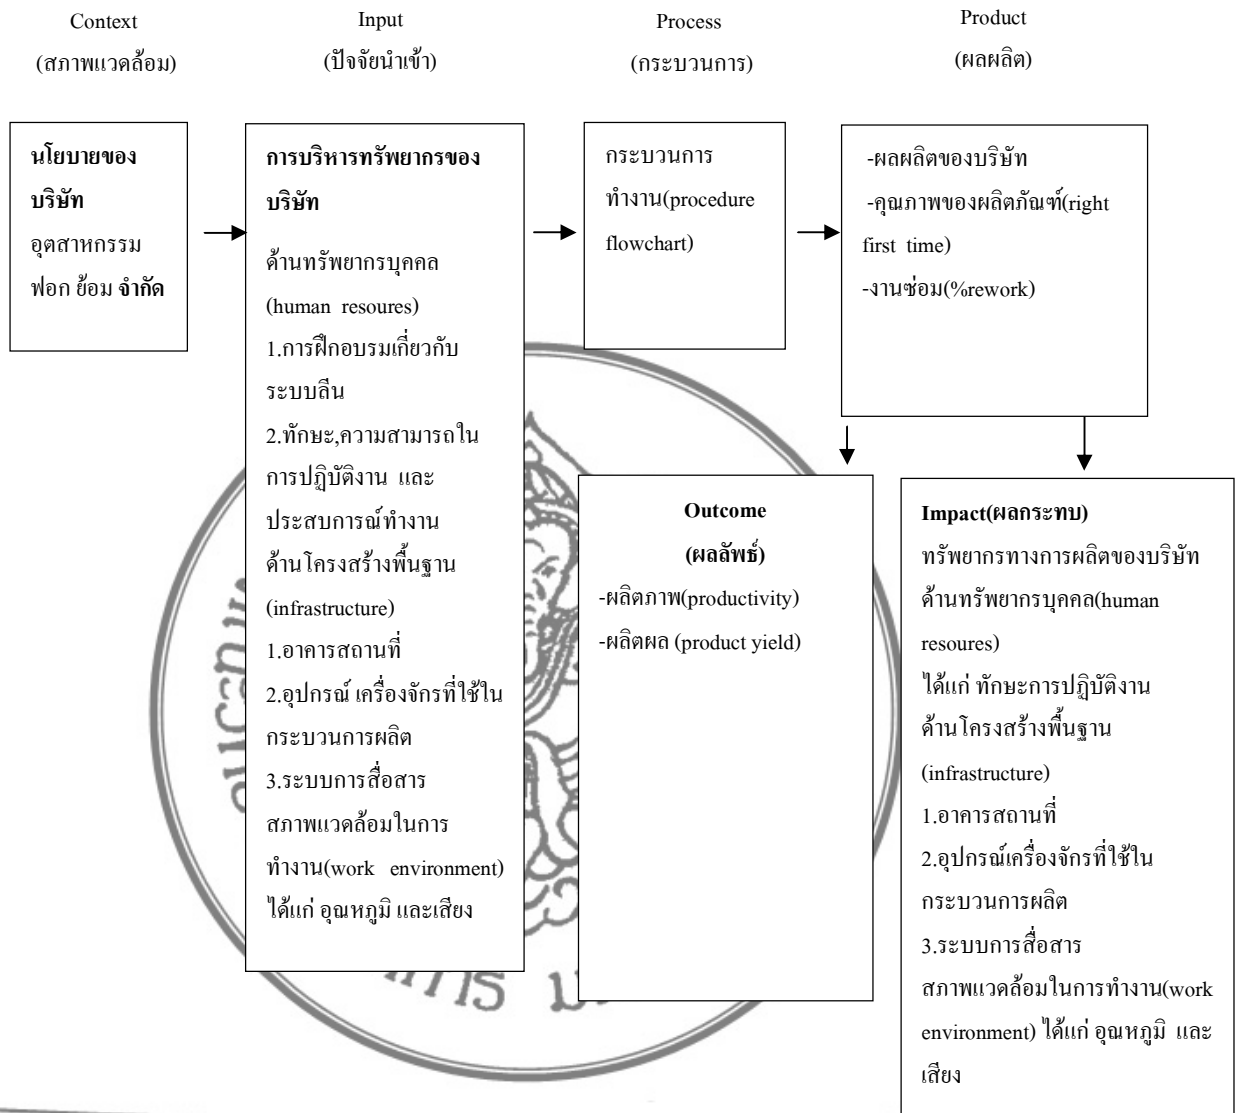 Context
(สภาพแวดล้อม)
Input
(ปัจจัยนำเข้า)
Process
(กระบวนการ)
Product
(ผลผลิต)
นโยบายของ
บริษัท
อุตสาหกรรม
ฟอก ย้อม จำกัด
การบริหารทรัพยากรของ
บริษัท
ด้านทรัพยากรบุคคล
(human resoures)
1.การฝึกอบรมเกี่ยวกับ
ระบบลีน
2.ทักษะ,ความสามารถใน
การปฏิบัติงาน และ
ประสบการณ์ทำงาน
ด้านโครงสร้างพื้นฐาน
(infrastructure)
1.อาคารสถานที่
2.อุปกรณ์ เครื่องจักรที่ใช้ใน
กระบวนการผลิต
3.ระบบการสื่อสาร
สภาพแวดล้อมในการ
ทำงาน(work environment)
ได้แก่ อุณหภูมิ และเสียง
กระบวนการ
ทำงาน(procedure
flowchart)
-ผลผลิตของบริษัท
-คุณภาพของผลิตภัณฑ์(right
first time)
-งานซ่อม(%rework)
Outcome
(ผลลัพธ์)
-ผลิตภาพ(productivity)
-ผลิตผล (product yield)
Impact(ผลกระทบ)
ทรัพยากรทางการผลิตของบริษัท
ด้านทรัพยากรบุคคล(human
resoures)
ได้แก่ ทักษะการปฏิบัติงาน
ด้านโครงสร้างพื้นฐาน
(infrastructure)
1.อาคารสถานที่
2.อุปกรณ์เครื่องจักรที่ใช้ใน
กระบวนการผลิต
3.ระบบการสื่อสาร
สภาพแวดล้อมในการทำงาน(work
environment) ได้แก่ อุณหภูมิ และ
เสียง